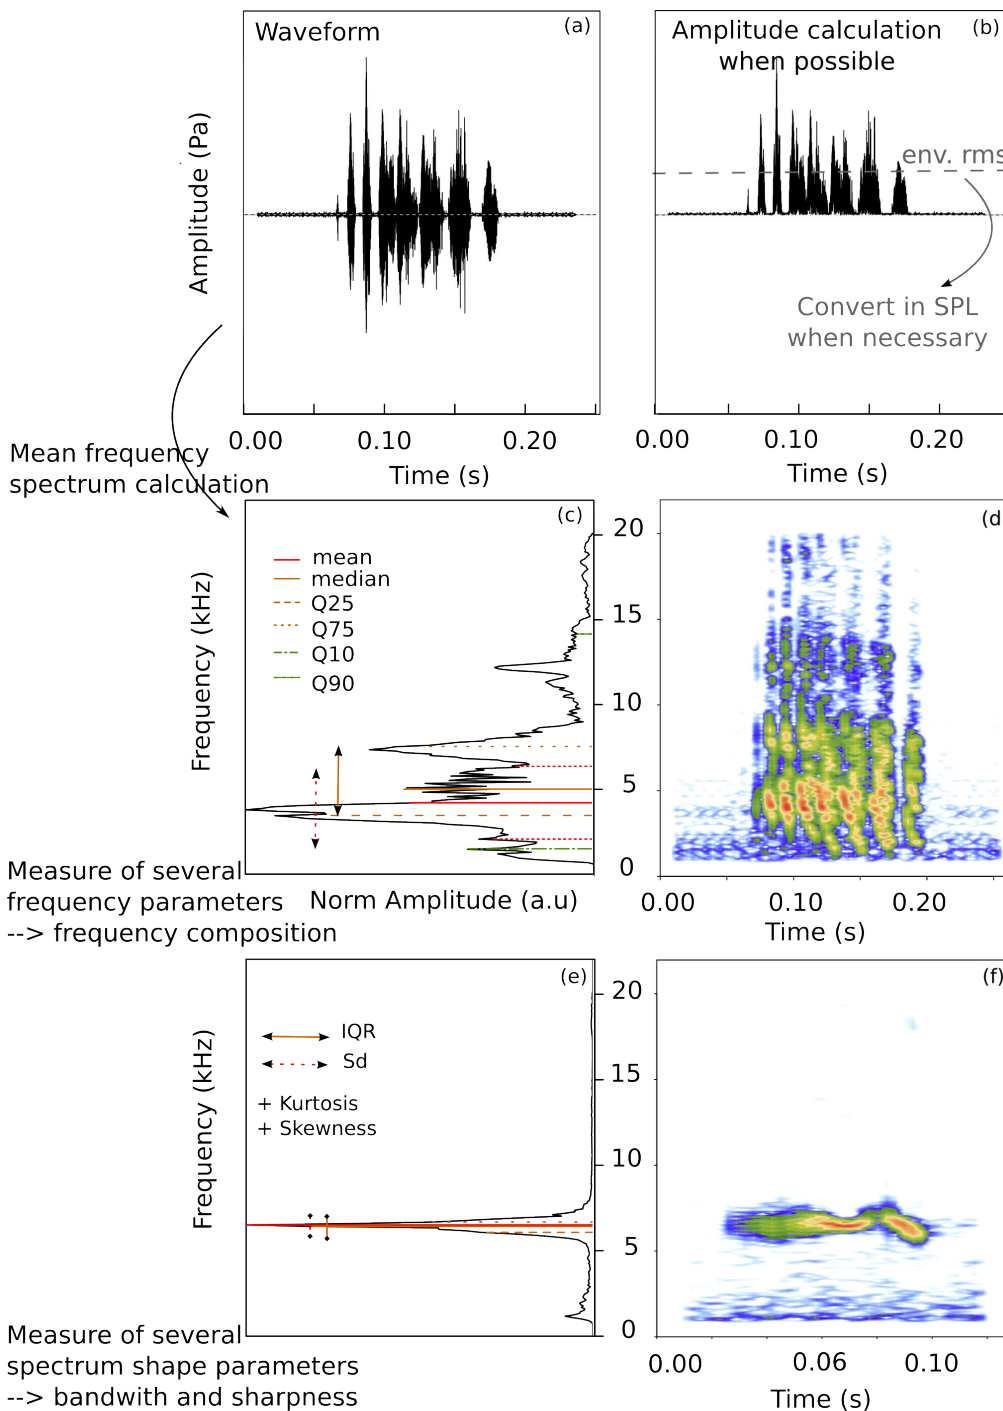 Waveform
(a)
Amplitude (Pa)
0.00 0.10 0.20
Time (s)
Amplitude calculation
when possible
(b)
env. rms
Convert in SPL
when necessary
0.00 0.10 0.20
Time (s)
Mean frequency
spectrum calculation
(c)
mean
median
Q25
Q75
Q10
Q90
Frequency (kHz)
20
15
10
5
0
Norm Amplitude (a.u)
(d
0.00 0.10 0.20
Time (s)
Measure of several
frequency parameters
--> frequency composition
(e)
IQR
Sd
+ Kurtosis
+ Skewness
Frequency (kHz)
20
15
10
5
0
(f)
0.00 0.06 0.10
Time (s)
Measure of several
spectrum shape parameters
--> bandwith and sharpness